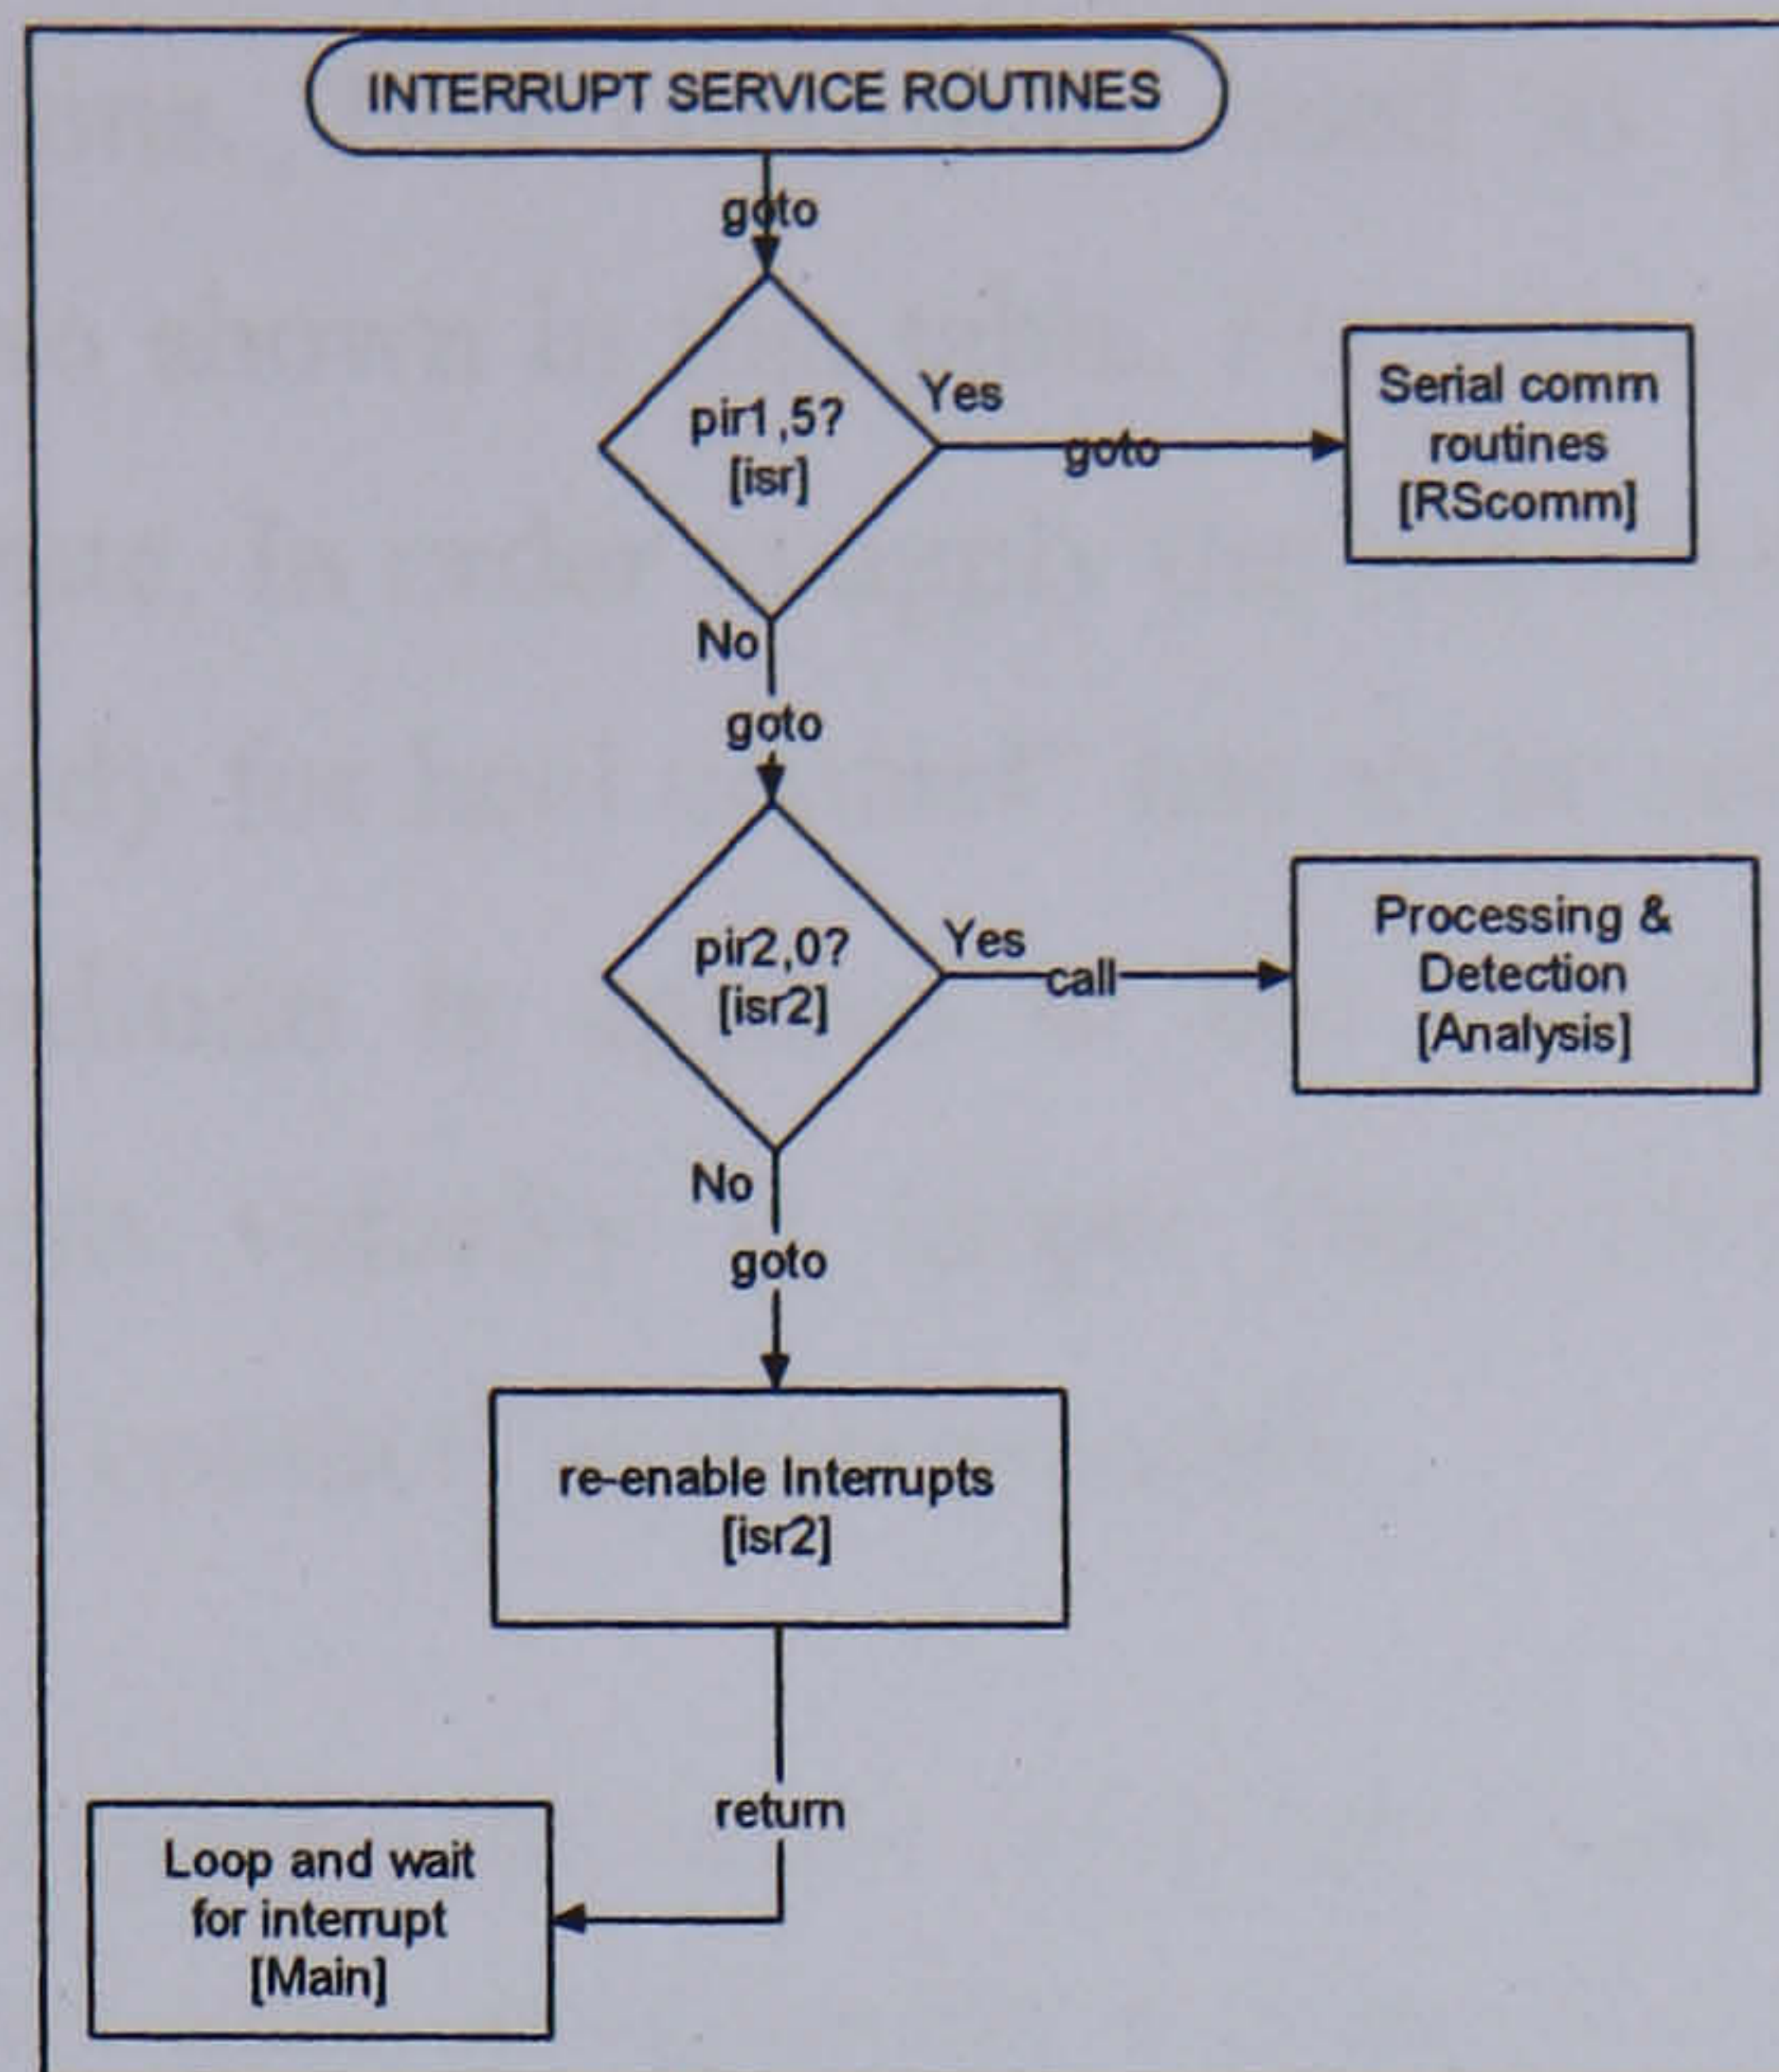 INTERRUPT SERVICE ROUTINES
goto
pir1,5?
[isr]
Yes
goto
Serial comm
routines
[RScomm]
No
goto
pir2,0?
[isr2]
Yes
call
Processing &
Detection
[Analysis]
No
goto
re-enable Interrupts
[isr2]
return
Loop and wait
for interrupt
[Main]